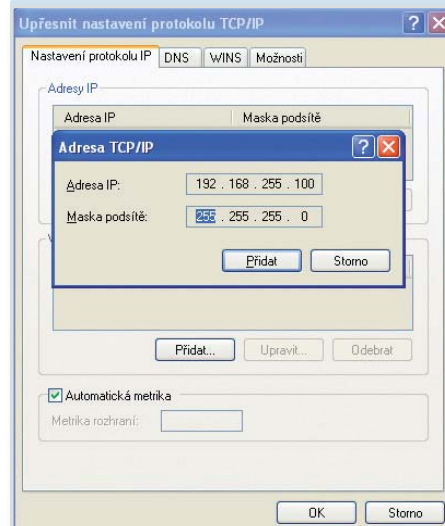 Upřesnit nastavení protokolu TCP/IP
Nastavení protokolu IP DNS WINS Možnosti
Adresy IP
Adresa IP Maska podsítě
Adresa TCP/IP
Adresa IP: 192 . 168 . 255 . 100
Maska podsítě: 255 . 255 . 255 . 0
Přidat Storno
Přidat... Upravit... Odebrat
Automatická metrika
Metrika rozhraní:
OK Storno